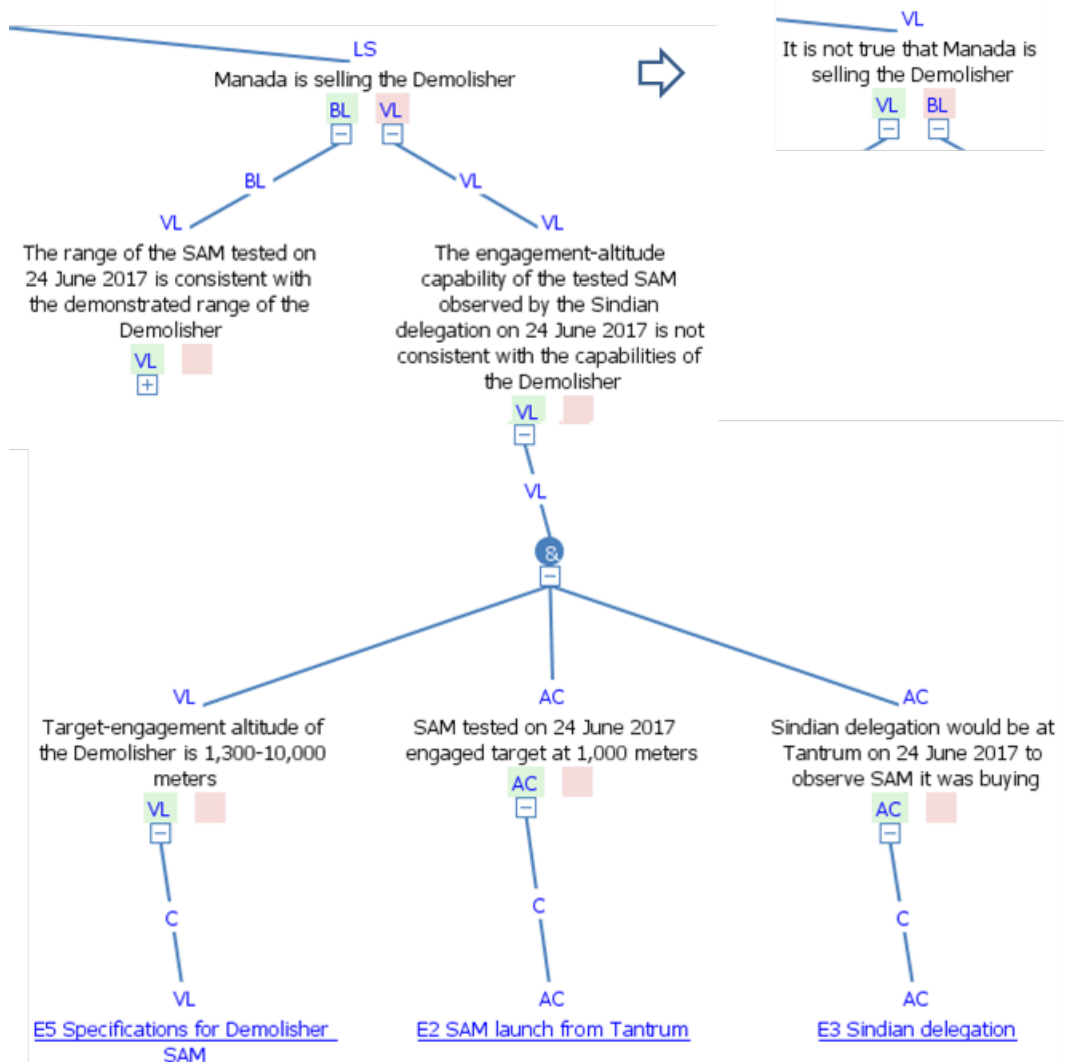 LS
Manada is selling the Demolisher
BL VL
BL
VL
VL
The range of the SAM tested on
24 June 2017 is consistent with
the demonstrated range of the
Demolisher
VL
VL
The engagement-altitude
capability of the tested SAM
observed by the Sindian
delegation on 24 June 2017 is not
consistent with the capabilities of
the Demolisher
VL
VL
&
VL
Target-engagement altitude of
the Demolisher is 1,300-10,000
meters
VL
C
VL
E5 Specifications for Demolisher
SAM
AC
SAM tested on 24 June 2017
engaged target at 1,000 meters
AC
C
AC
E2 SAM launch from Tantrum
AC
Sindian delegation would be at
Tantrum on 24 June 2017 to
observe SAM it was buying
AC
C
AC
E3 Sindian delegation
VL
It is not true that Manada is
selling the Demolisher
VL BL